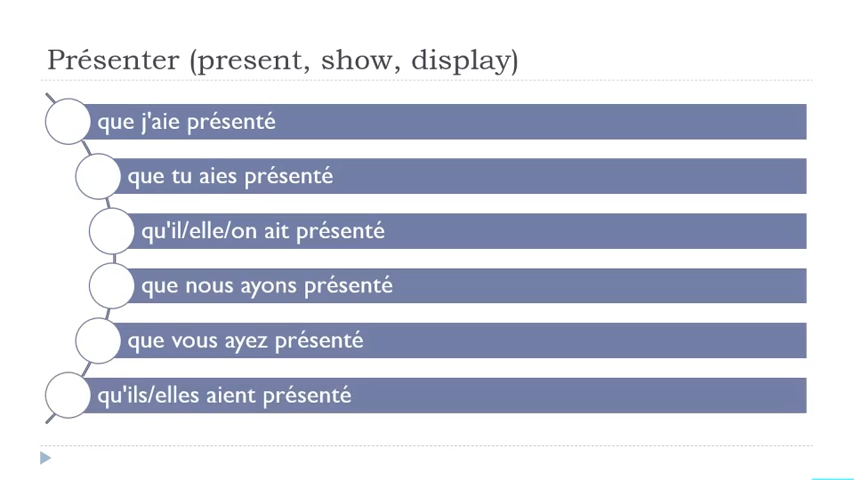 Présenter (present, show, display)
que j'aie présenté
que tu aies présenté
qu'il/elle/on ait présenté
que nous ayons présenté
que vous ayez présenté
qu'ils/elles aient présenté